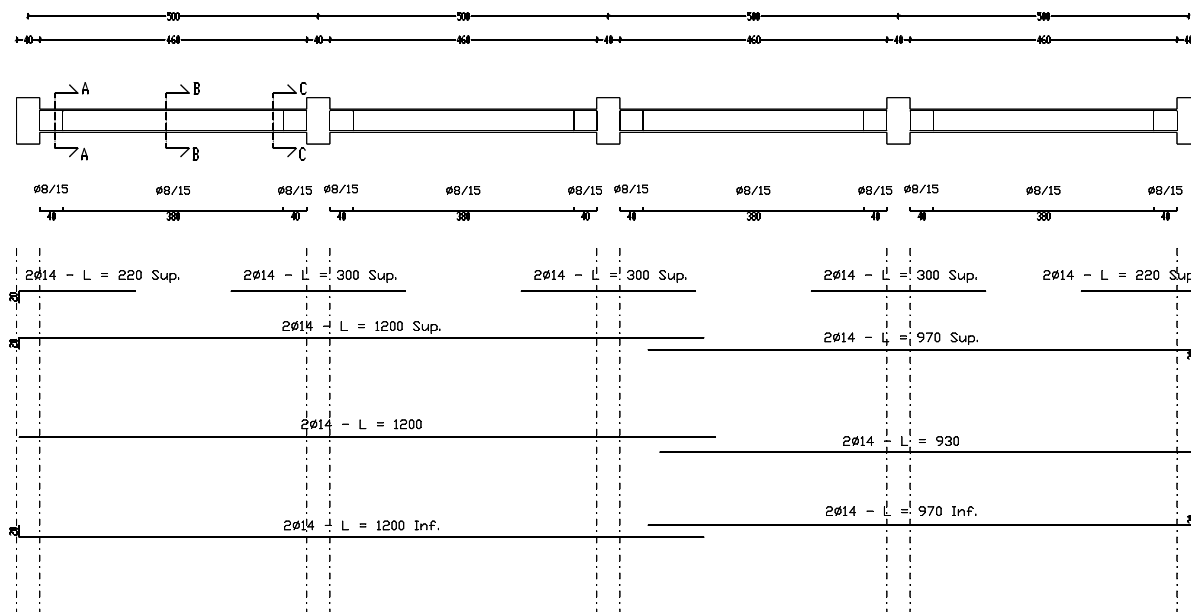 500 500 500 500
40 460 40 460 40 460 40 460 40
A B C
A B C
Ø8/15 Ø8/15 Ø8/15 Ø8/15 Ø8/15 Ø8/15 Ø8/15 Ø8/15 Ø8/15 Ø8/15 Ø8/15 Ø8/15
40 380 40 40 380 40 40 380 40 40 380 40
2Ø14 - L = 220 Sup. 2Ø14 - L = 300 Sup. 2Ø14 - L = 300 Sup. 2Ø14 - L = 300 Sup. 2Ø14 - L = 220 Sup
20
2Ø14 - L = 1200 Sup.
20
2Ø14 - L = 970 Sup.
2Ø14 - L = 1200
2Ø14 - L = 930
2Ø14 - L = 970 Inf.
20
2Ø14 - L = 1200 Inf.